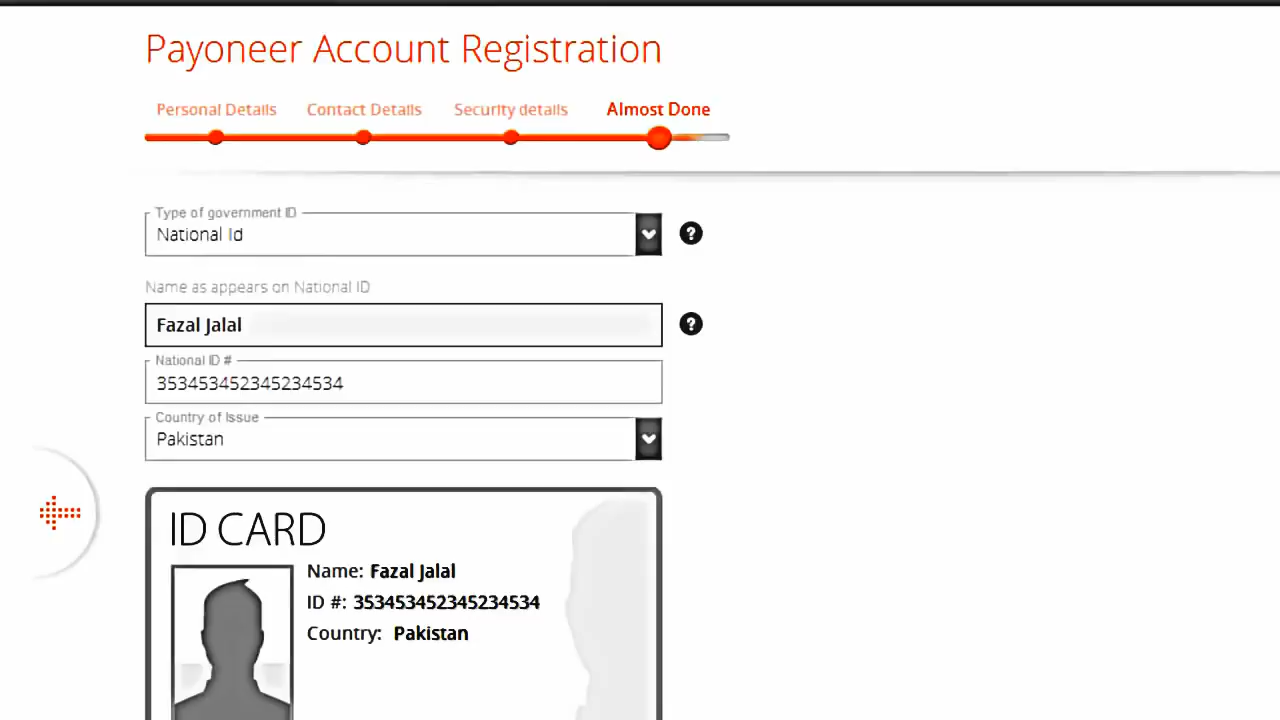 Payoneer Account Registration
Personal Details Contact Details Security details Almost Done
Type of government ID
National Id
?
Name as appears on National ID
Fazal Jalal
?
National ID #
353453452345234534
Country of Issue
Pakistan
ID CARD
Name: Fazal Jalal
ID #: 353453452345234534
Country: Pakistan